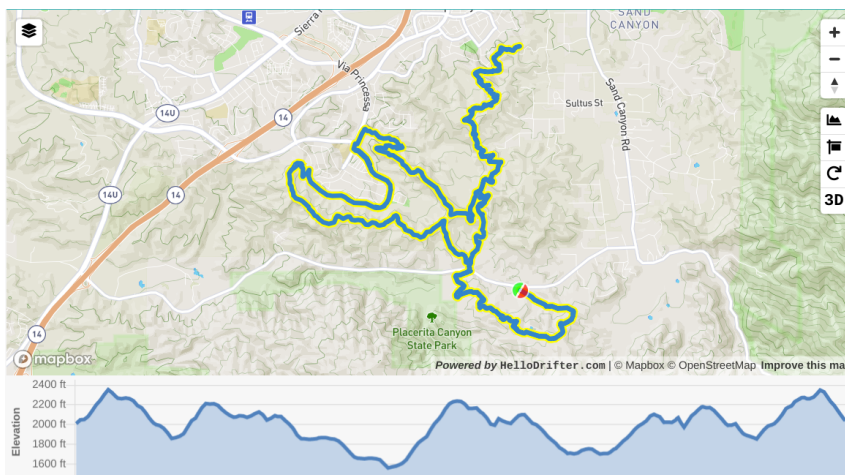 SAND
CANYON
Sierra
Via Princessa
14U
14
Sand Canyon Rd
Sultus St
14U
14
3D
14
Placerita Canyon
State Park
mapbox
Powered by HelloDrifter.com | © Mapbox © OpenStreetMap Improve this ma
Elevation
2400 ft
2200 ft
2000 ft
1800 ft
1600 ft